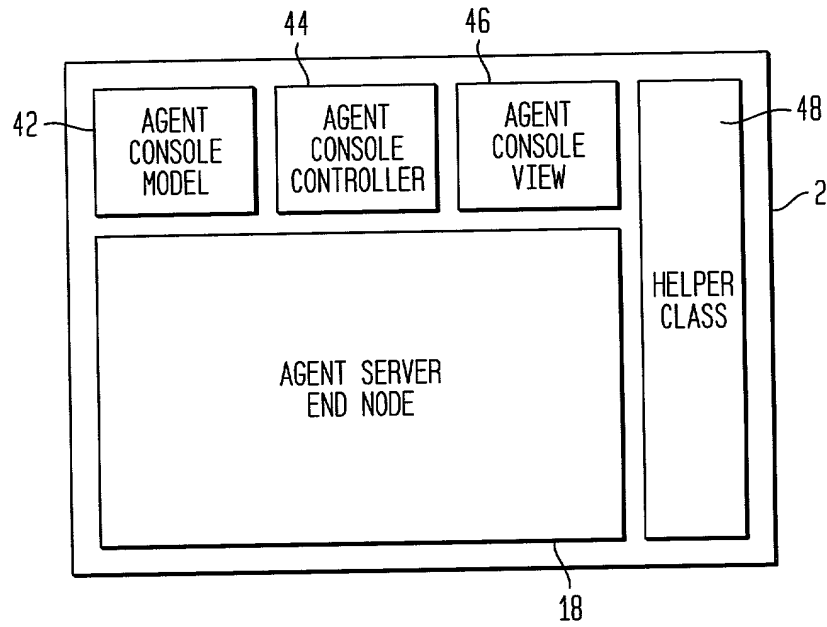 44
46
42
AGENT
CONSOLE
MODEL
AGENT
CONSOLE
CONTROLLER
AGENT
CONSOLE
VIEW
48
2
HELPER
CLASS
AGENT SERVER
END NODE
18